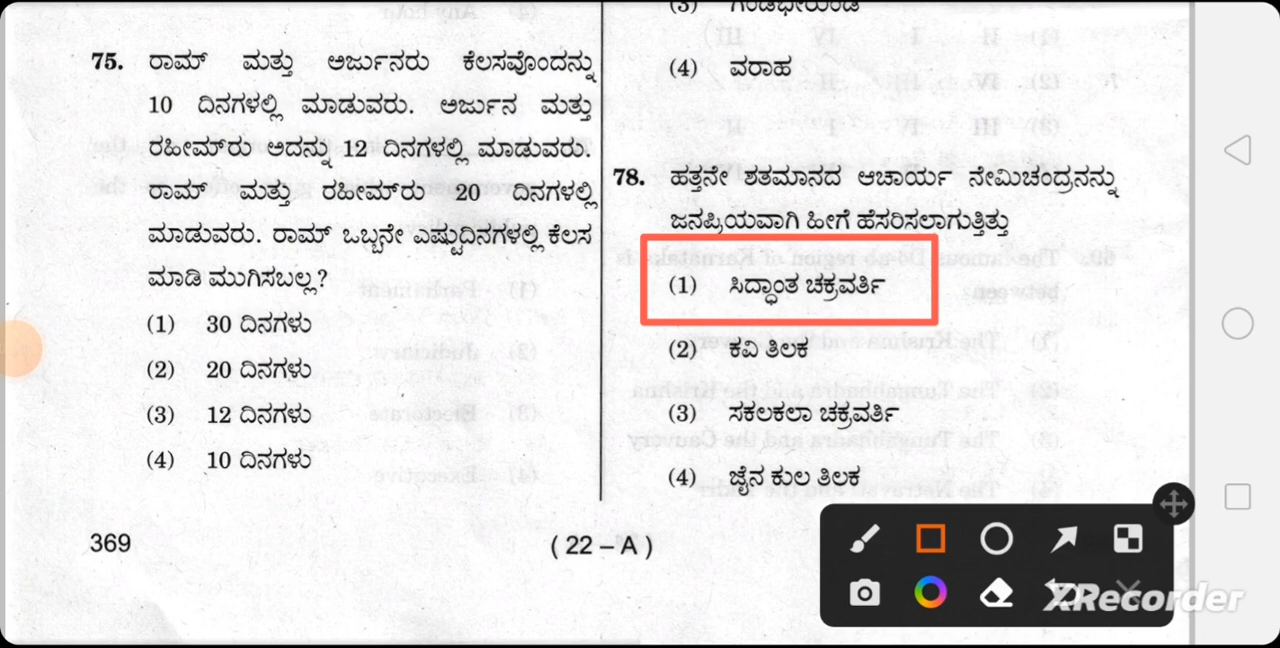 75. ರಾಮ್ ಮತ್ತು ಅರ್ಜುನರು ಕೆಲಸವೊಂದನ್ನು
10 ದಿನಗಳಲ್ಲಿ ಮಾಡುವರು. ಅರ್ಜುನ ಮತ್ತು
ರಹೀಮ್‌ರು ಅದನ್ನು 12 ದಿನಗಳಲ್ಲಿ ಮಾಡುವರು.
ರಾಮ್ ಮತ್ತು ರಹೀಮ್‌ರು 20 ದಿನಗಳಲ್ಲಿ
ಮಾಡುವರು. ರಾಮ್ ಒಬ್ಬನೇ ಎಷ್ಟುದಿನಗಳಲ್ಲಿ ಕೆಲಸ
ಮಾಡಿ ಮುಗಿಸಬಲ್ಲ?
(1) 30 ದಿನಗಳು
(2) 20 ದಿನಗಳು
(3) 12 ದಿನಗಳು
(4) 10 ದಿನಗಳು
(3) ಗಂಡಭೇರುಂಡ
(4) ವರಾಹ
78. ಹತ್ತನೇ ಶತಮಾನದ ಆಚಾರ್ಯ ನೇಮಿಚಂದ್ರನನ್ನು
ಜನಪ್ರಿಯವಾಗಿ ಹೀಗೆ ಹೆಸರಿಸಲಾಗುತ್ತಿತ್ತು
(1) ಸಿದ್ಧಾಂತ ಚಕ್ರವರ್ತಿ
(2) ಕವಿ ತಿಲಕ
(3) ಸಕಲಕಲಾ ಚಕ್ರವರ್ತಿ
(4) ಜೈನ ಕುಲ ತಿಲಕ
369
( 22 – A )
XRecorder